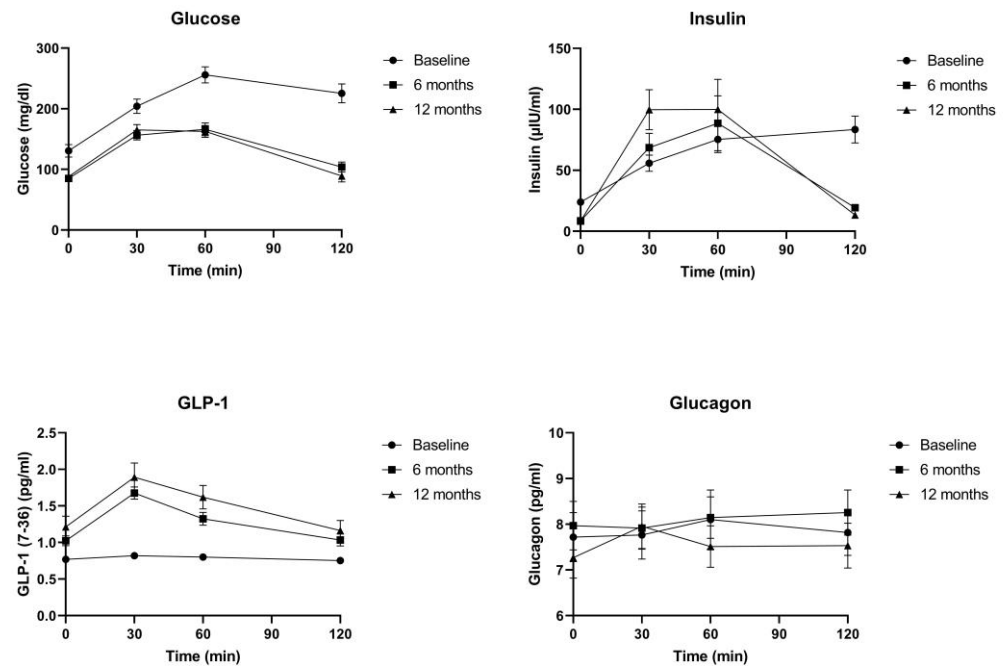 Glucose
Glucose (mg/dl)
300
200
100
0
0 30 60 90 120
Time (min)
Baseline
6 months
12 months
Insulin
Insulin (µIU/ml)
150
100
50
0
0 30 60 90 120
Time (min)
Baseline
6 months
12 months
GLP-1
GLP-1 (7-36) (pg/ml)
2.5
2.0
1.5
1.0
0.5
0.0
0 30 60 90 120
Time (min)
Baseline
6 months
12 months
Glucagon
Glucagon (pg/ml)
10
9
8
7
6
0 30 60 90 120
Time (min)
Baseline
6 months
12 months